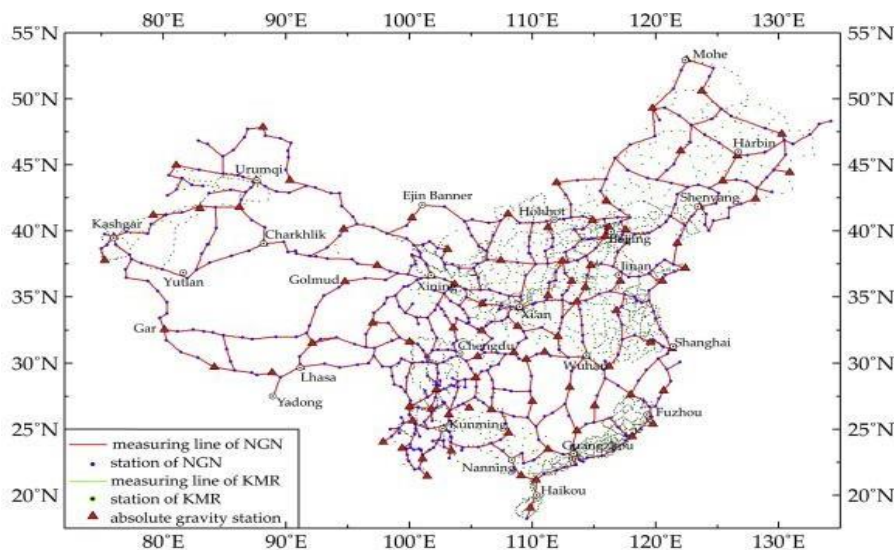 80°E 90°E 100°E 110°E 120°E 130°E
55°N 55°N
Mohe
50°N 50°N
Harbin
45°N 45°N
Urumqi
Ejin Banner
Hohhot
Shenyang
40°N 40°N
Kashgar
Charkhlik
Beijing
Yutian
Golmud
Xining
Jinan
35°N 35°N
Xi'an
Gar
Chengdu
Shanghai
30°N 30°N
Lhasa
Wuhan
Yadong
Fuzhou
25°N 25°N
Kunming
Guangzhou
Nanning
Haikou
20°N 20°N
measuring line of NGN
station of NGN
measuring line of KMR
station of KMR
absolute gravity station
80°E 90°E 100°E 110°E 120°E 130°E